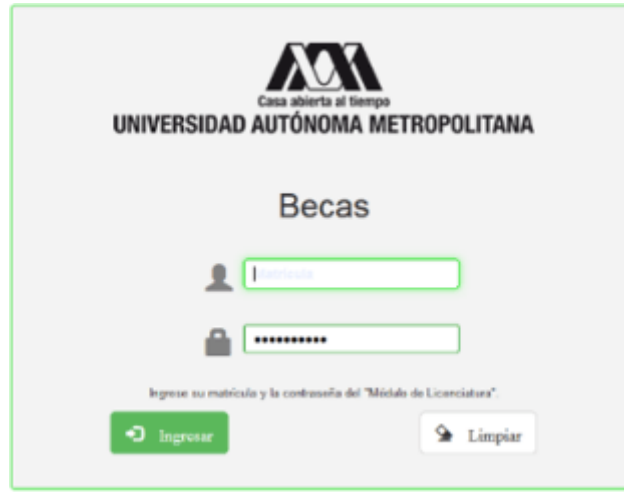 Casa abierta al tiempo
UNIVERSIDAD AUTÓNOMA METROPOLITANA
Becas
Matrícula
••••••••••
Ingrese su matrícula y la contraseña del "Módulo de Licenciatura".
Ingresar
Limpiar